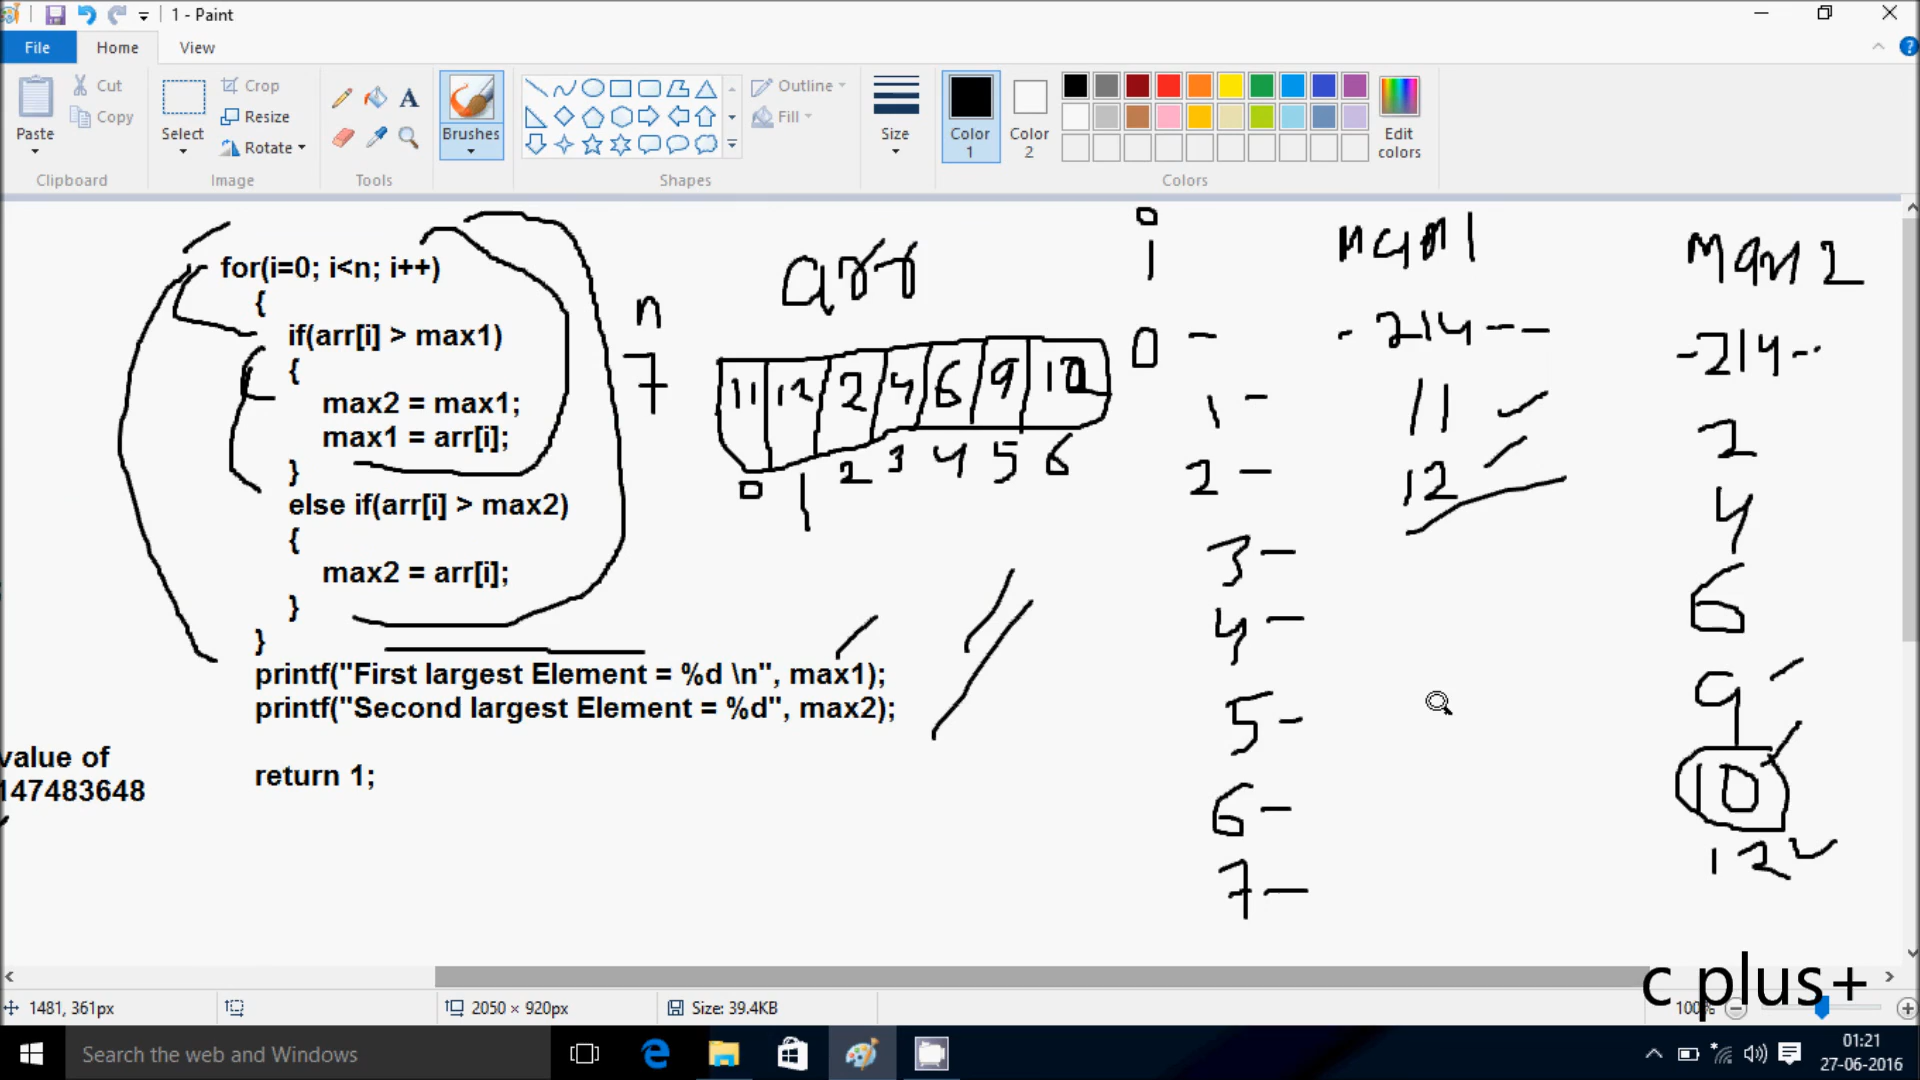 1 - Paint
File Home View
Paste Cut Copy Clipboard
Select Crop Resize Rotate Image
Tools
Brushes
Shapes
Outline
Fill
Size
Color 1
Color 2
Edit colors
Colors
for(i=0; i<n; i++)
{
if(arr[i] > max1)
{
max2 = max1;
max1 = arr[i];
}
else if(arr[i] > max2)
{
max2 = arr[i];
}
}
printf("First largest Element = %d \n", max1);
printf("Second largest Element = %d", max2);
return 1;
value of
147483648
n
7
arr
11 12 2 4 6 9 10
0 1 2 3 4 5 6
i
0 -
1 -
2 -
3 -
4 -
5 -
6 -
7 -
max1
-214--
11
12
max2
-214--
2
4
6
9
10
12
c plus+
1481, 361px
2050 × 920px
Size: 39.4KB
100%
Search the web and Windows
01:21
27-06-2016